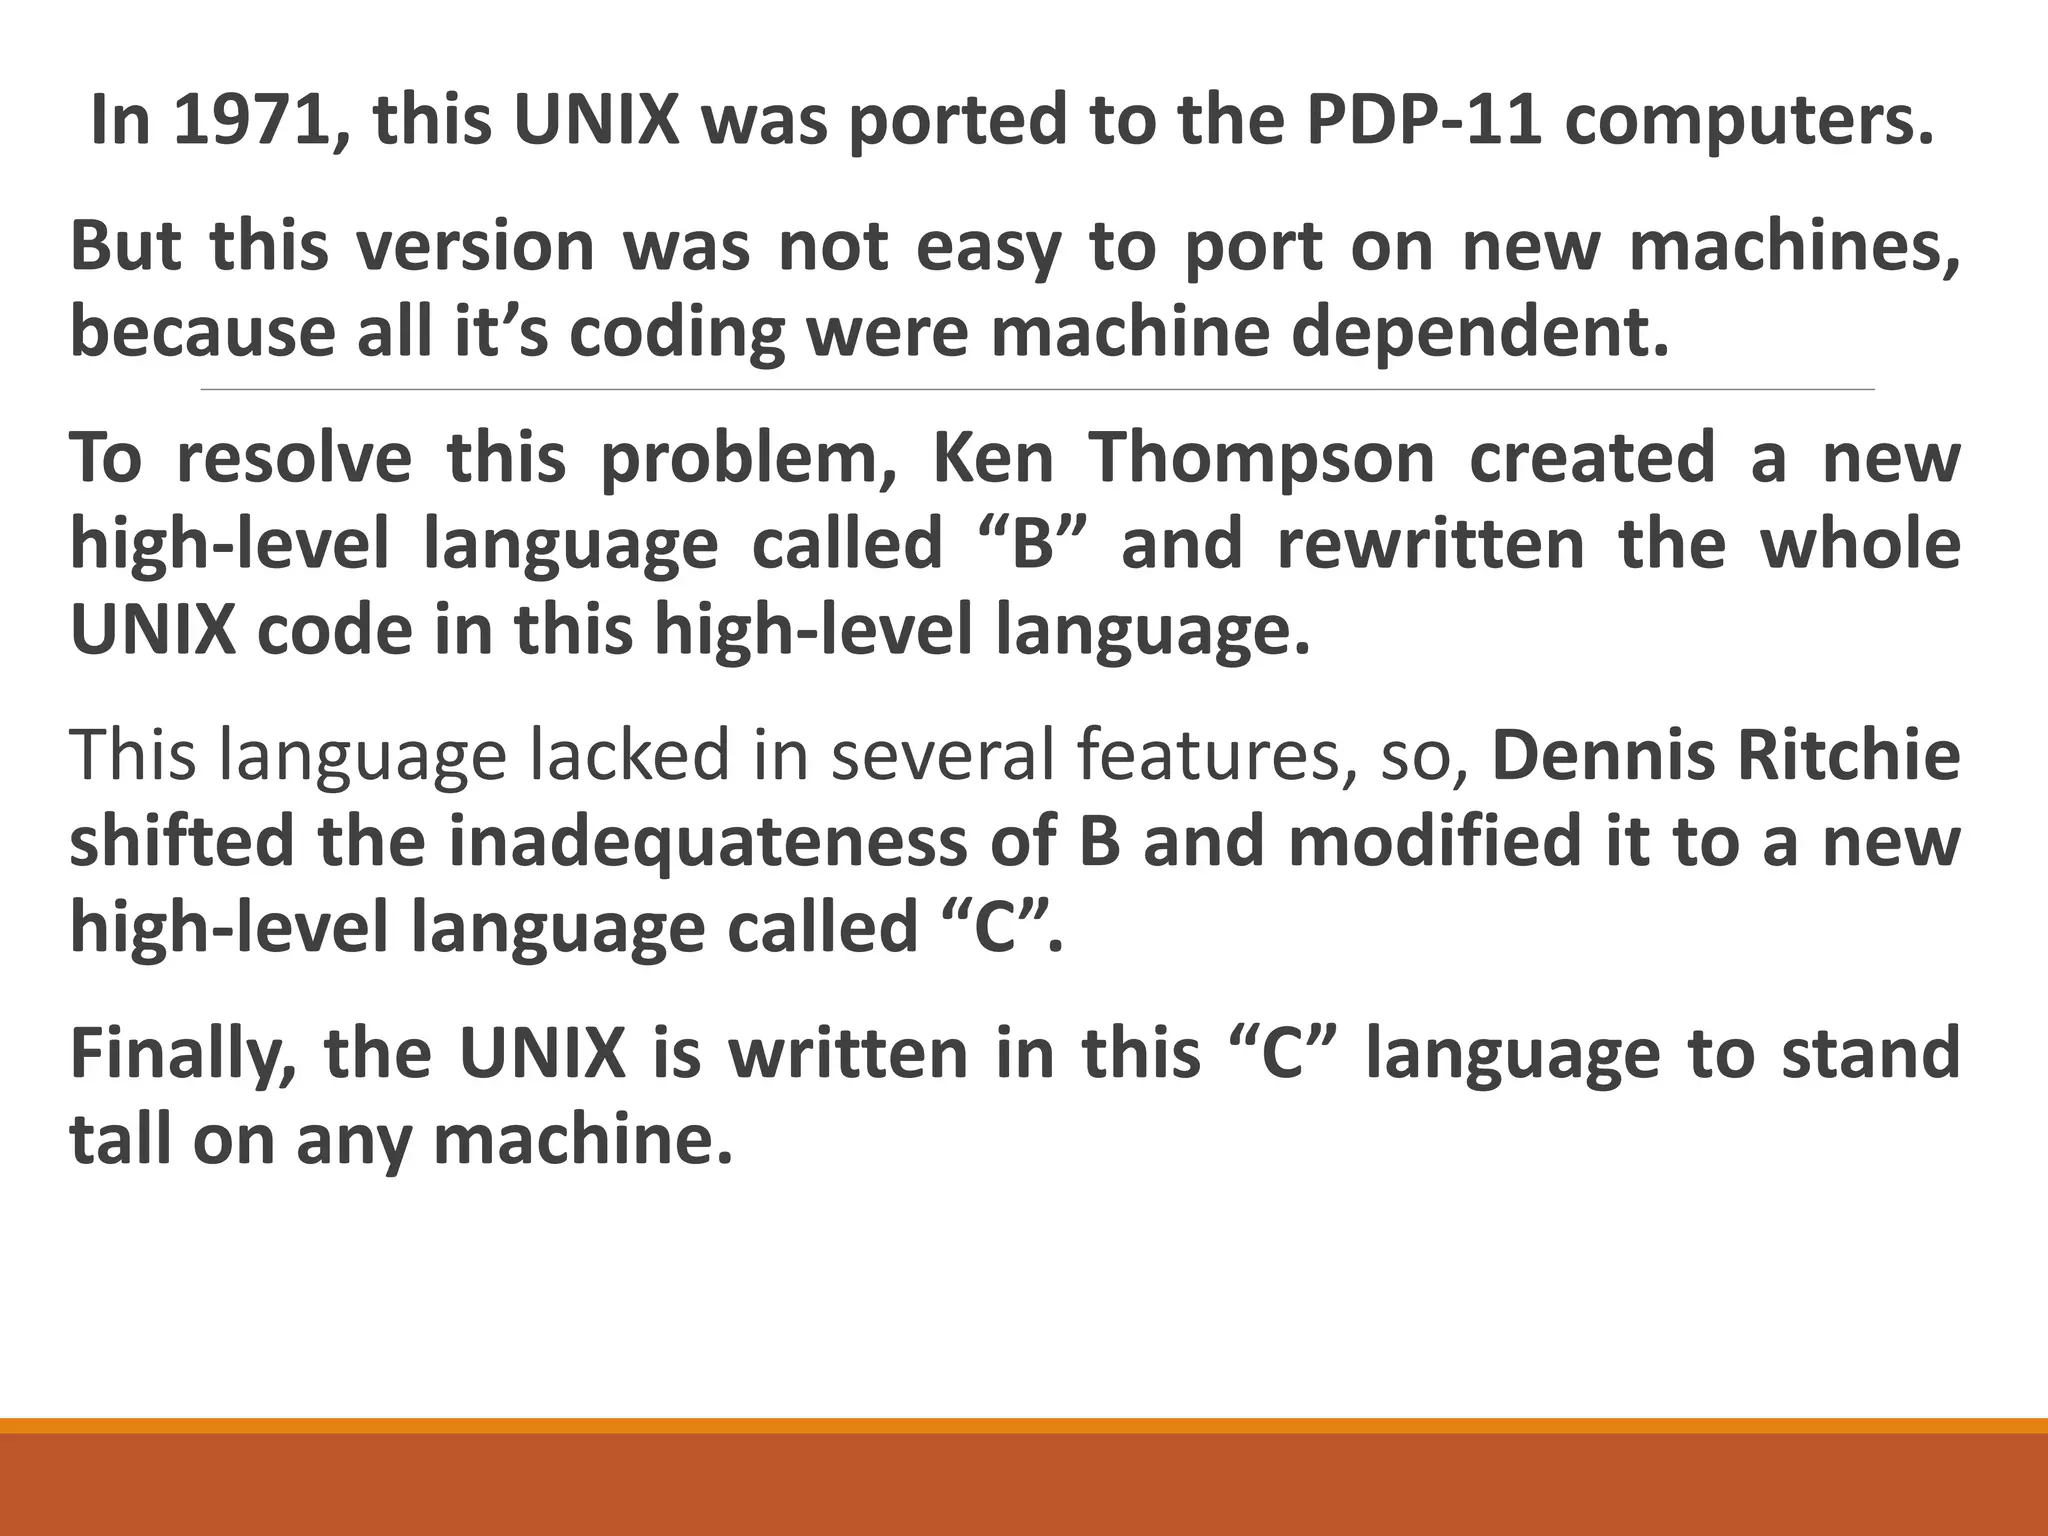 In 1971, this UNIX was ported to the PDP-11 computers.
But this version was not easy to port on new machines,
because all it’s coding were machine dependent.
To resolve this problem, Ken Thompson created a new
high-level language called “B” and rewritten the whole
UNIX code in this high-level language.
This language lacked in several features, so, Dennis Ritchie
shifted the inadequateness of B and modified it to a new
high-level language called “C”.
Finally, the UNIX is written in this “C” language to stand
tall on any machine.